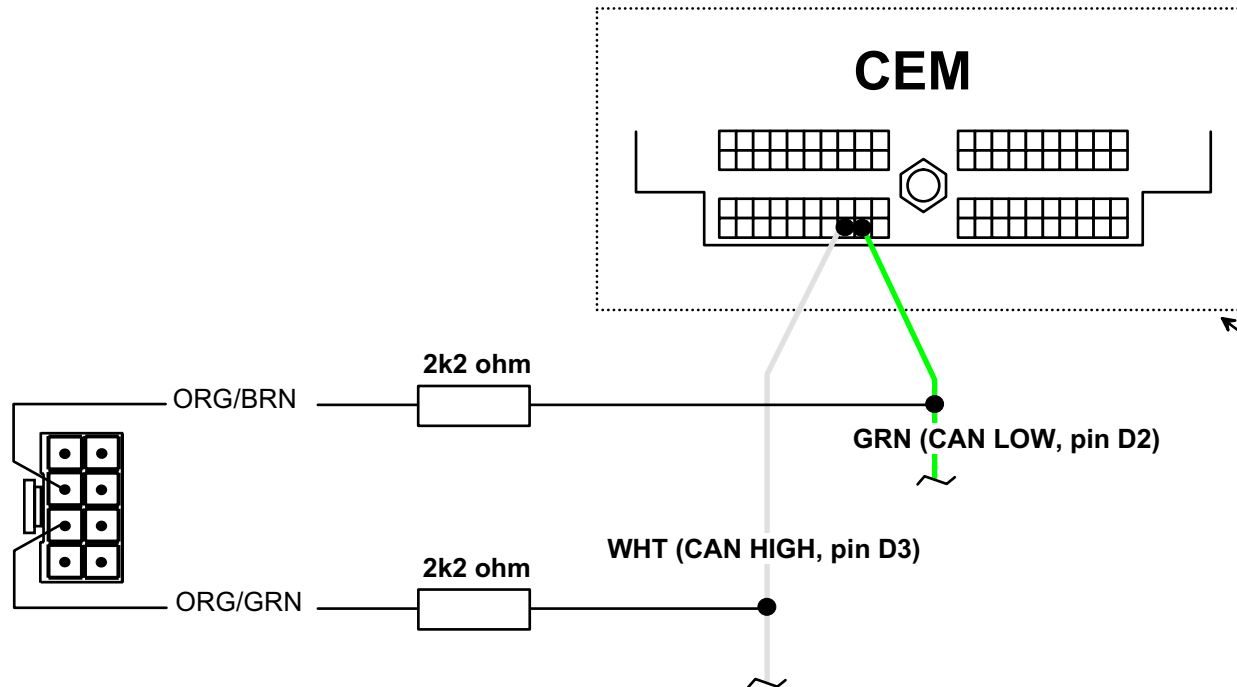 CEM
2k2 ohm
ORG/BRN
GRN (CAN LOW, pin D2)
WHT (CAN HIGH, pin D3)
2k2 ohm
ORG/GRN